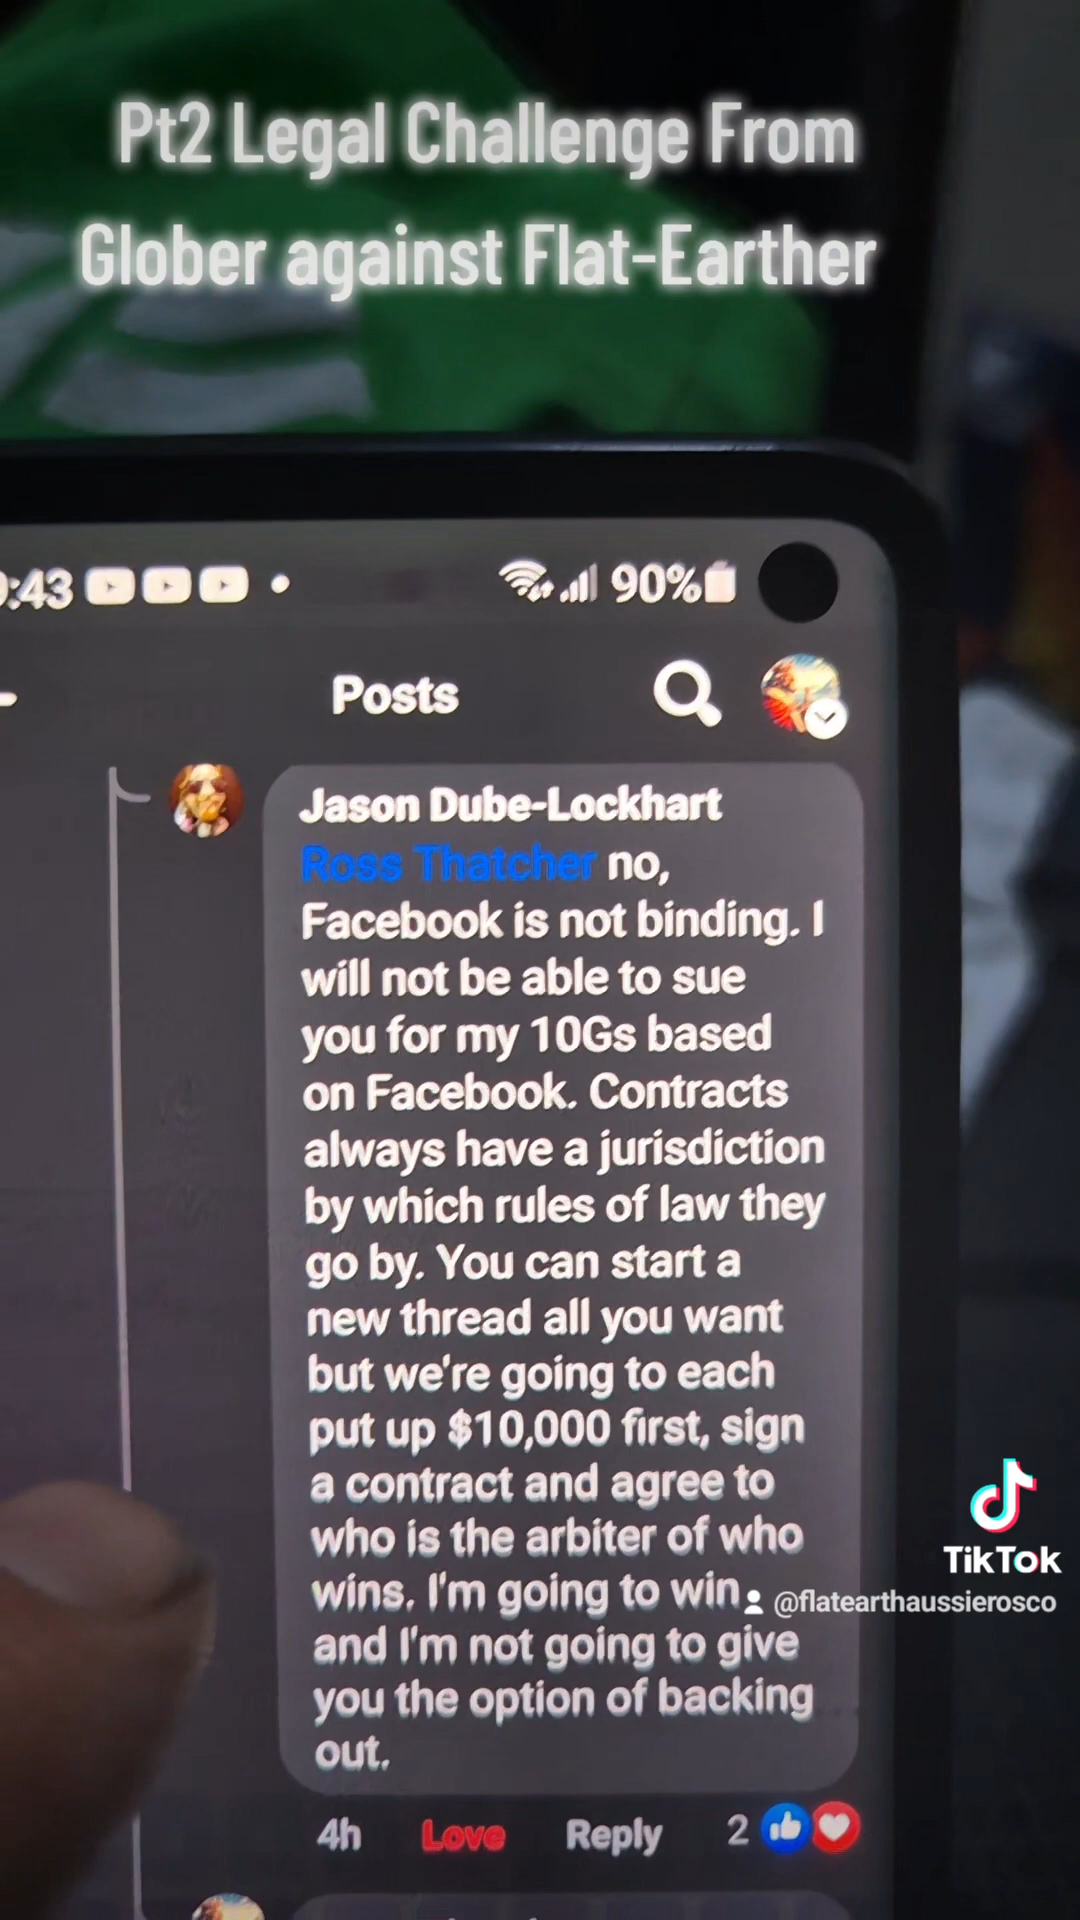 Pt2 Legal Challenge From
Glober against Flat-Earther
:43
90%
Posts
Jason Dube-Lockhart
Ross Thatcher no,
Facebook is not binding. I
will not be able to sue
you for my 10Gs based
on Facebook. Contracts
always have a jurisdiction
by which rules of law they
go by. You can start a
new thread all you want
but we're going to each
put up $10,000 first, sign
a contract and agree to
who is the arbiter of who
wins. I'm going to win
and I'm not going to give
you the option of backing
out.
4h Love Reply 2
TikTok
@flatearthaussierosco